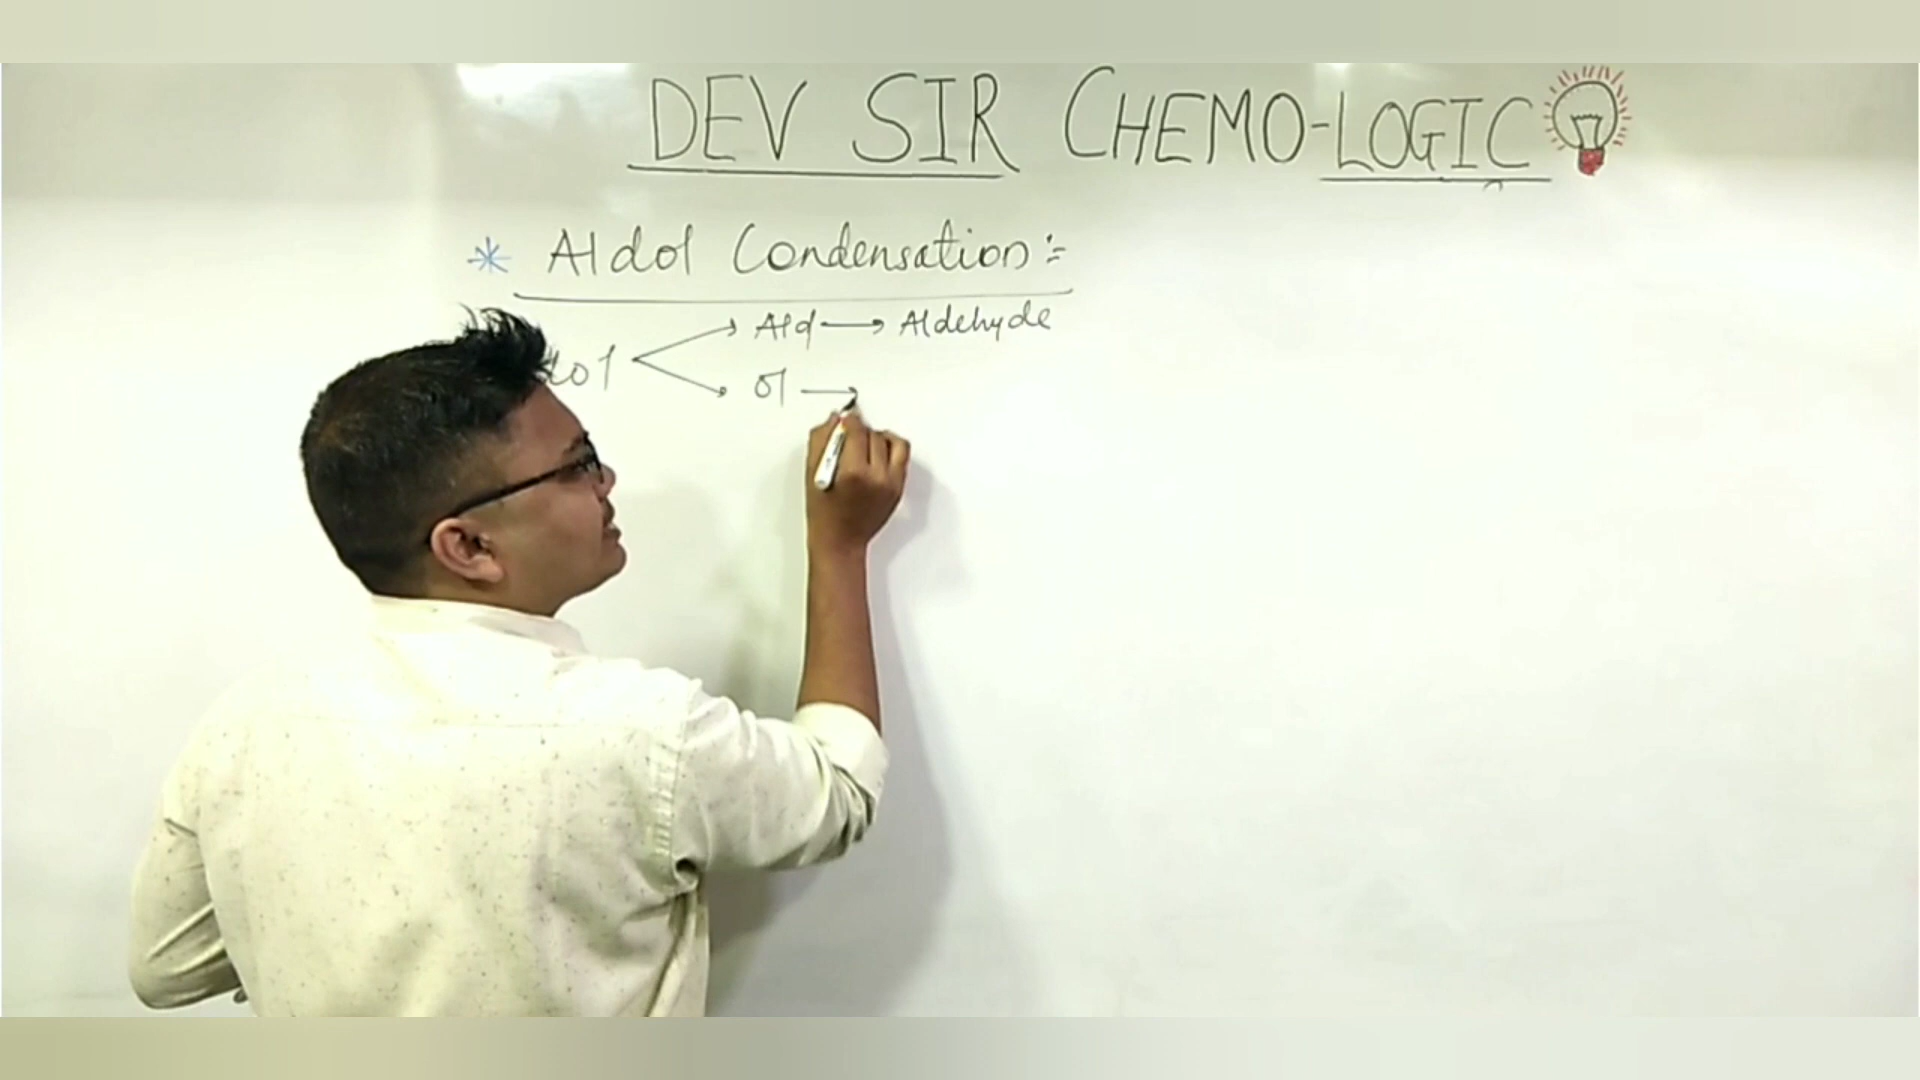 DEV SIR CHEMO-LOGIC
* Aldol Condensation :-
Ald → Aldehyde
ol →